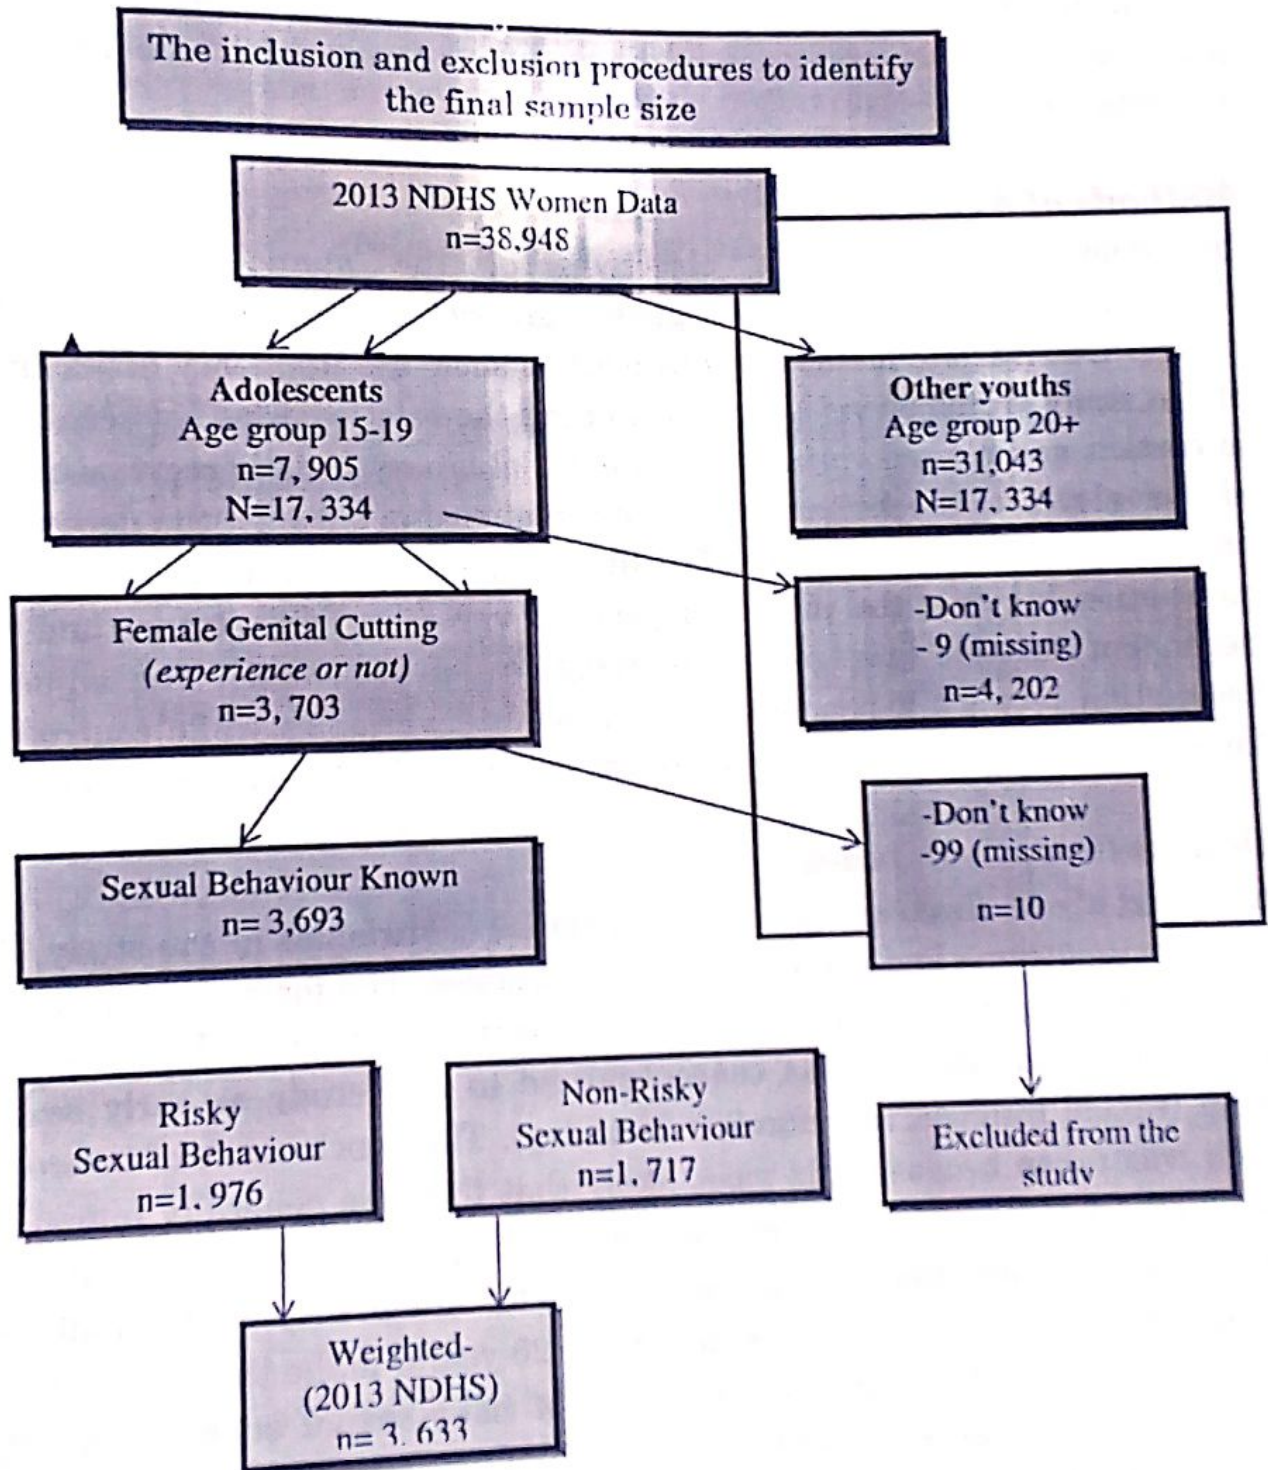 The inclusion and exclusion procedures to identify
the final sample size
2013 NDHS Women Data
n=38,948
Adolescents
Age group 15-19
n=7, 905
N=17, 334
Other youths
Age group 20+
n=31,043
N=17, 334
Female Genital Cutting
(experience or not)
n=3, 703
-Don't know
- 9 (missing)
n=4, 202
Sexual Behaviour Known
n= 3,693
-Don't know
-99 (missing)
n=10
Risky
Sexual Behaviour
n=1, 976
Non-Risky
Sexual Behaviour
n=1, 717
Excluded from the
study
Weighted-
(2013 NDHS)
n= 3, 633